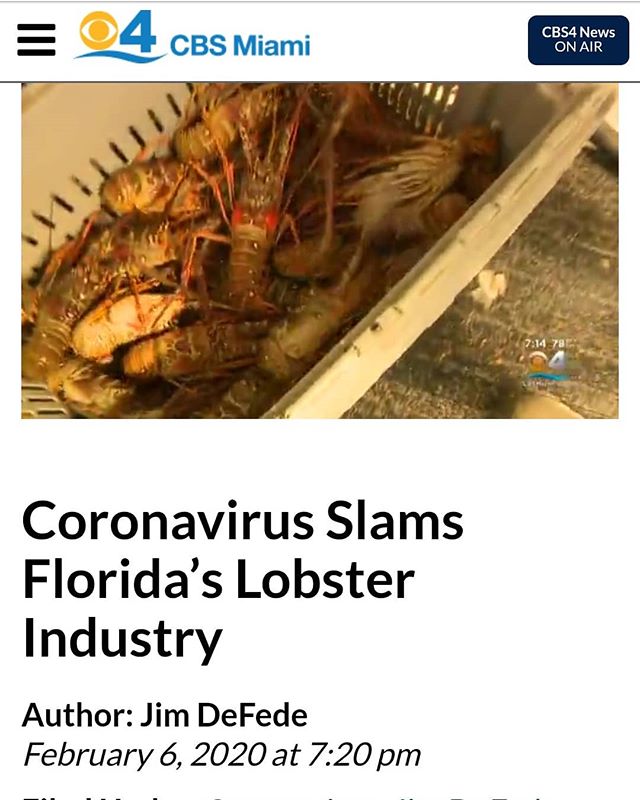 4 CBS Miami
CBS4 News
ON AIR
7:14 78°
4
Coronavirus Slams
Florida's Lobster
Industry
Author: Jim DeFede
February 6, 2020 at 7:20 pm